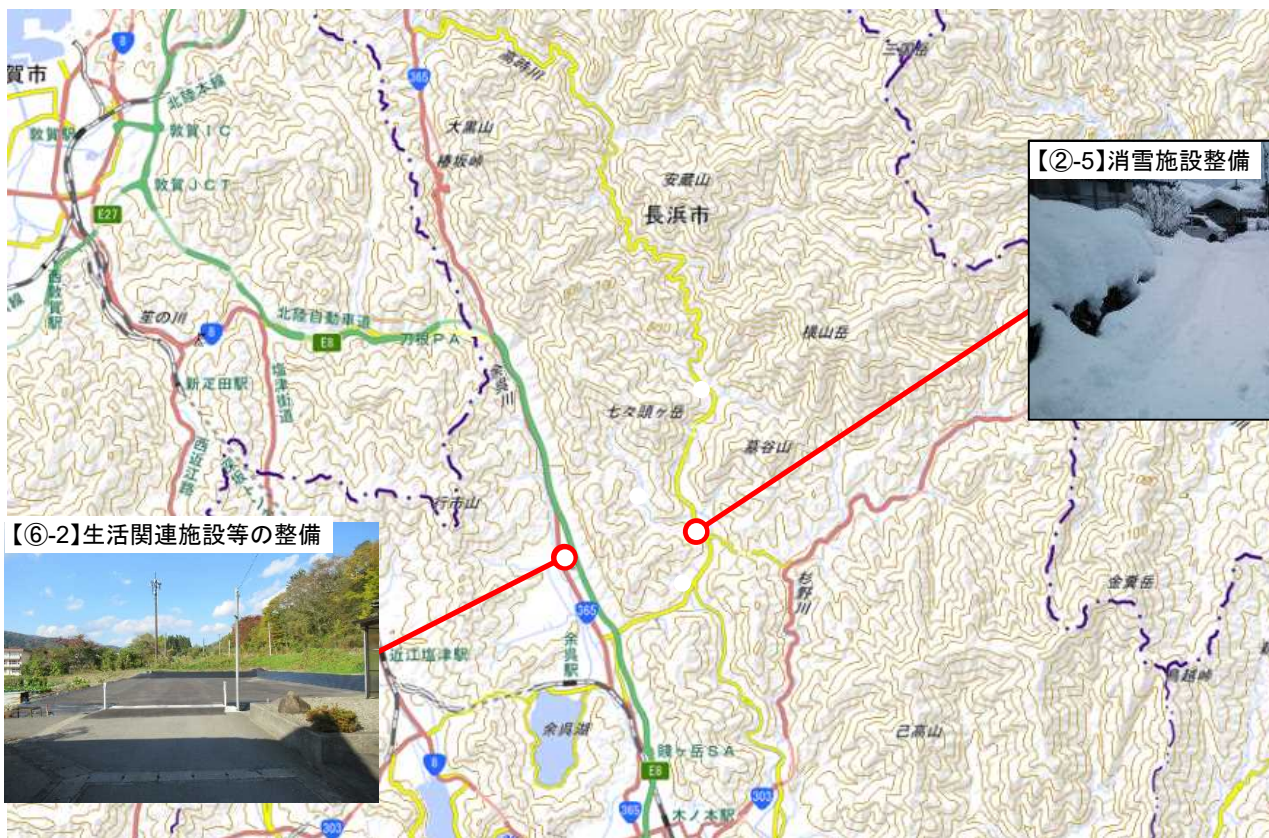 8
三国岳
賀市
高時川
365
北陸本線
大黒山
敦賀駅
敦賀IC
椿坂峠
【②-5】消雪施設整備
安蔵山
敦賀JCT
長浜市
E27
西敦賀駅
笙の川
8
北陸自動車道
E8
刀根PA
横山岳
余呉川
新疋田駅
塩津街道
七々頭ヶ岳
墓谷山
西近江路
行市山
【⑥-2】生活関連施設等の整備
杉野川
金糞岳
365
余呉駅
近江塩津駅
鳥越峠
余呉湖
己高山
賤ヶ岳SA
8
E8
365
木ノ本駅
303
303